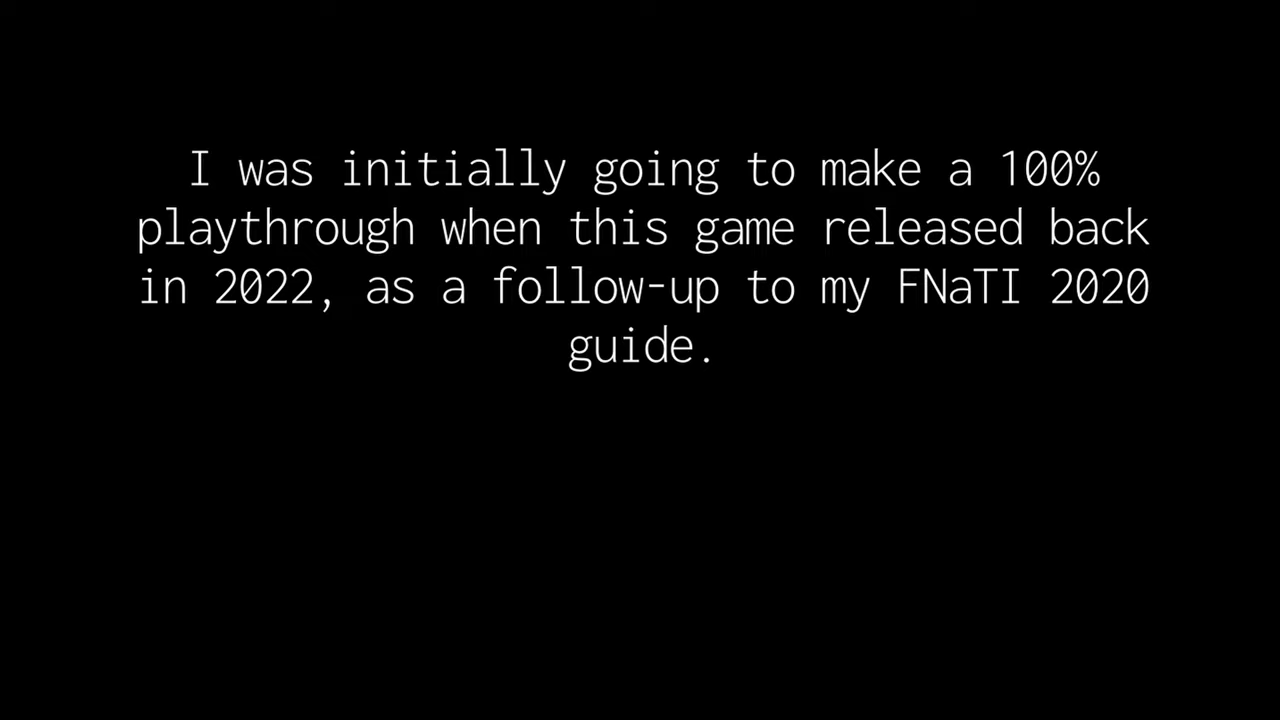 I was initially going to make a 100%
playthrough when this game released back
in 2022, as a follow-up to my FNaTI 2020
guide.